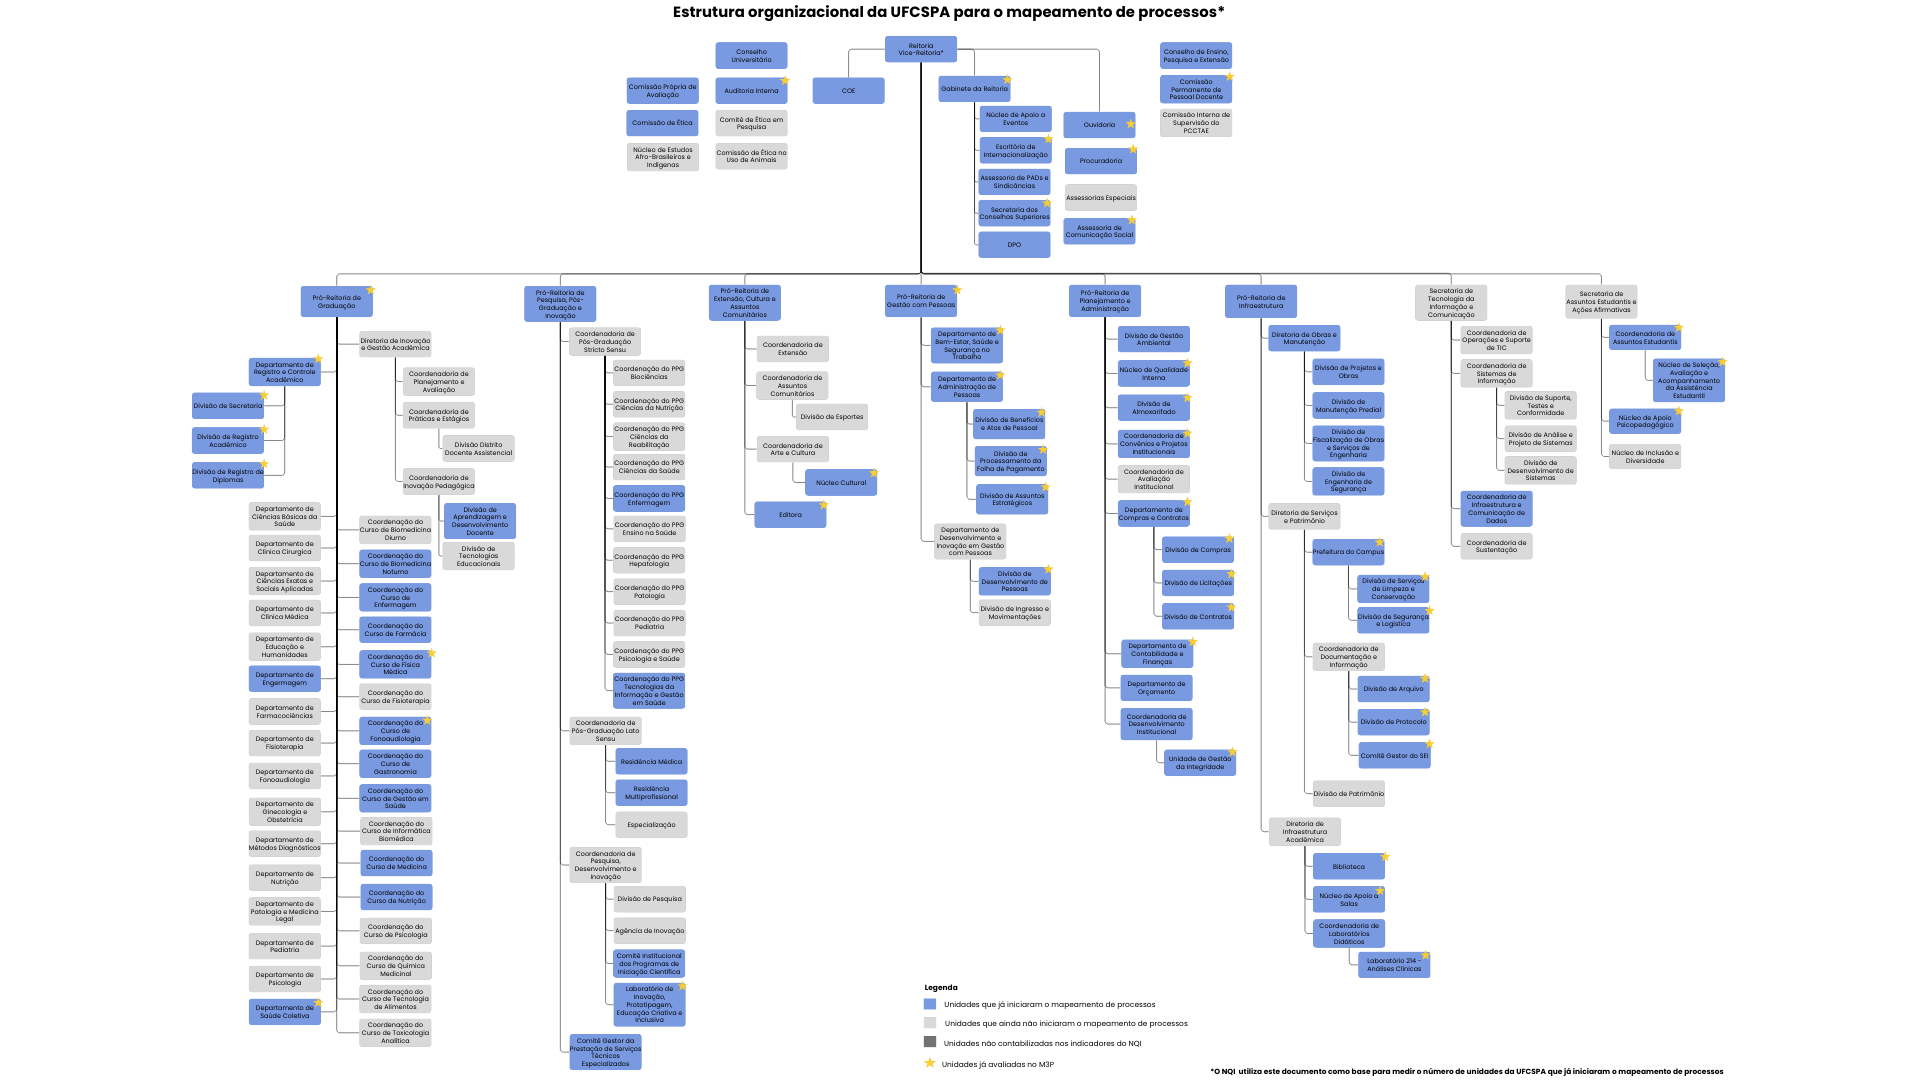 Estrutura organizacional da UFCSPA para o mapeamento de processos*
Reitoria
Vice-Reitoria*
Conselho
Universitário
Comissão Própria de
Avaliação
Auditoria Interna
Comissão de Ética
Comitê de Ética em
Pesquisa
Núcleo de Estudos
Afro-Brasileiros e
Indígenas
Comissão de Ética no
Uso de Animais
COE
Gabinete da Reitoria
Núcleo de Apoio a
Eventos
Escritório de
Internacionalização
Assessoria de PADs e
Sindicâncias
Secretaria dos
Conselhos Superiores
DPO
Ouvidoria
Procuradoria
Assessorias Especiais
Assessoria de
Comunicação Social
Conselho de Ensino,
Pesquisa e Extensão
Comissão
Permanente de
Pessoal Docente
Comissão Interna de
Supervisão do
PCCTAE
Pró-Reitoria de
Graduação
Diretoria de Inovação
e Gestão Acadêmica
Departamento de
Registro e Controle
Acadêmico
Divisão de Secretaria
Divisão de Registro
Acadêmico
Divisão de Registro de
Diplomas
Coordenadoria de
Planejamento e
Avaliação
Coordenadoria de
Práticas e Estágios
Divisão Distrito
Docente Assistencial
Coordenadoria de
Inovação Pedagógica
Divisão de
Aprendizagem e
Desenvolvimento
Docente
Divisão de
Tecnologias
Educacionais
Departamento de
Ciências Básicas da
Saúde
Departamento de
Clínica Cirurgica
Departamento de
Ciências Exatas e
Sociais Aplicadas
Departamento de
Clínica Médica
Departamento de
Educação e
Humanidades
Departamento de
Engermagem
Departamento de
Farmacociências
Departamento de
Fisioterapia
Departamento de
Fonoaudiologia
Departamento de
Ginecologia e
Obstetrícia
Departamento de
Métodos Diagnósticos
Departamento de
Nutrição
Departamento de
Patologia e Medicina
Legal
Departamento de
Pediatria
Departamento de
Psicologia
Departamento de
Saúde Coletiva
Coordenação do
Curso de Biomedicina
Diurno
Coordenação do
Curso de Biomedicina
Noturno
Coordenação do
Curso de
Enfermagem
Coordenação do
Curso de Farmácia
Coordenação do
Curso de Física
Médica
Coordenação do
Curso de Fisioterapia
Coordenação do
Curso de
Fonoaudiologia
Coordenação do
Curso de
Gastronomia
Coordenação do
Curso de Gestão em
Saúde
Coordenação do
Curso de Informática
Biomédica
Coordenação do
Curso de Medicina
Coordenação do
Curso de Nutrição
Coordenação do
Curso de Psicologia
Coordenação do
Curso de Química
Medicinal
Coordenação do
Curso de Tecnologia
de Alimentos
Coordenação do
Curso de Toxicologia
Analítica
Pró-Reitoria de
Pesquisa, Pós-
Graduação e
Inovação
Coordenadoria de
Pós-Graduação
Stricto Sensu
Coordenação do PPG
Biociências
Coordenação do PPG
Ciências da Nutrição
Coordenação do PPG
Ciências da
Reabilitação
Coordenação do PPG
Ciências da Saúde
Coordenação do PPG
Enfermagem
Coordenação do PPG
Ensino na Saúde
Coordenação do PPG
Hepatologia
Coordenação do PPG
Patologia
Coordenação do PPG
Pediatria
Coordenação do PPG
Psicologia e Saúde
Coordenação do PPG
Tecnologias da
Informação e Gestão
em Saúde
Coordenadoria de
Pós-Graduação Lato
Sensu
Residência Médica
Residência
Multiprofissional
Especialização
Coordenadoria de
Pesquisa,
Desenvolvimento e
Inovação
Divisão de Pesquisa
Agência de Inovação
Comitê Institucional
dos Programas de
Iniciação Científica
Laboratório de
Inovação,
Prototipagem,
Educação Criativa e
Inclusiva
Comitê Gestor da
Prestação de Serviços
Técnicos
Especializados
Pró-Reitoria de
Extensão, Cultura e
Assuntos
Comunitários
Coordenadoria de
Extensão
Coordenadoria de
Assuntos
Comunitários
Divisão de Esportes
Coordenadoria de
Arte e Cultura
Núcleo Cultural
Editora
Pró-Reitoria de
Gestão com Pessoas
Departamento de
Bem-Estar, Saúde e
Segurança no
Trabalho
Departamento de
Administração de
Pessoas
Divisão de Benefícios
e Atos de Pessoal
Divisão de
Processamento da
Folha de Pagamento
Divisão de Assuntos
Estratégicos
Departamento de
Desenvolvimento e
Inovação em Gestão
com Pessoas
Divisão de
Desenvolvimento de
Pessoas
Divisão de Ingresso e
Movimentações
Pró-Reitoria de
Planejamento e
Administração
Divisão de Gestão
Ambiental
Núcleo de Qualidade
Interna
Divisão de
Almoxarifado
Coordenadoria de
Convênios e Projetos
Institucionais
Coordenadoria de
Avaliação
Institucional
Departamento de
Compras e Contratos
Divisão de Compras
Divisão de Licitações
Divisão de Contratos
Departamento de
Contabilidade e
Finanças
Departamento de
Orçamento
Coordenadoria de
Desenvolvimento
Institucional
Unidade de Gestão
da Integridade
Pró-Reitoria de
Infraestrutura
Diretoria de Obras e
Manutenção
Divisão de Projetos e
Obras
Divisão de
Manutenção Predial
Divisão de
Fiscalização de Obras
e Serviços de
Engenharia
Divisão de
Engenharia de
Segurança
Diretoria de Serviços
e Patrimônio
Prefeitura do Campus
Divisão de Serviços
de Limpeza e
Conservação
Divisão de Segurança
e Logística
Coordenadoria de
Documentação e
Informação
Divisão de Arquivo
Divisão de Protocolo
Comitê Gestor do SEI
Divisão de Patrimônio
Diretoria de
Infraestrutura
Acadêmica
Biblioteca
Núcleo de Apoio a
Salas
Coordenadoria de
Laboratórios
Didáticos
Laboratório 214 -
Análises Clínicas
Secretaria de
Tecnologia da
Informação e
Comunicação
Coordenadoria de
Operações e Suporte
de TIC
Coordenadoria de
Sistemas de
Informação
Divisão de Suporte,
Testes e
Conformidade
Divisão de Análise e
Projeto de Sistemas
Divisão de
Desenvolvimento de
Sistemas
Coordenadoria de
Infraestrutura e
Comunicação de
Dados
Coordenadoria de
Sustentação
Secretaria de
Assuntos Estudantis e
Ações Afirmativas
Coordenadoria de
Assuntos Estudantis
Núcleo de Seleção,
Avaliação e
Acompanhamento
da Assistência
Estudantil
Núcleo de Apoio
Psicopedagógico
Núcleo de Inclusão e
Diversidade
Legenda
Unidades que já iniciaram o mapeamento de processos
Unidades que ainda não iniciaram o mapeamento de processos
Unidades não contabilizadas nos indicadores do NQI
Unidades já avaliadas no M3P
*O NQI utiliza este documento como base para medir o número de unidades da UFCSPA que já iniciaram o mapeamento de processos